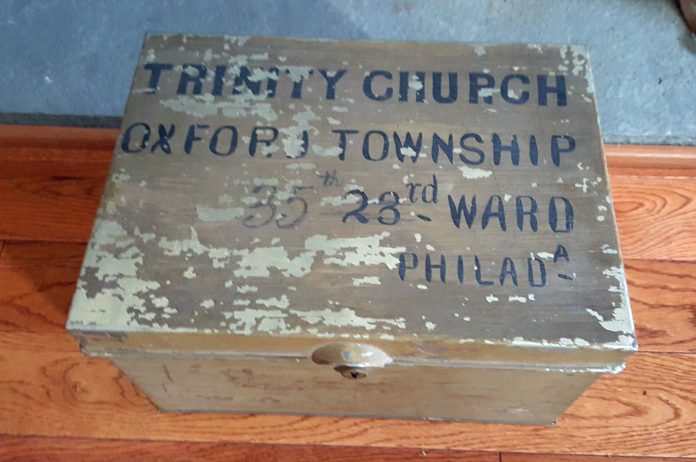 TRINITY CHURCH
OXFORD TOWNSHIP
35th 23rd WARD
PHILADA